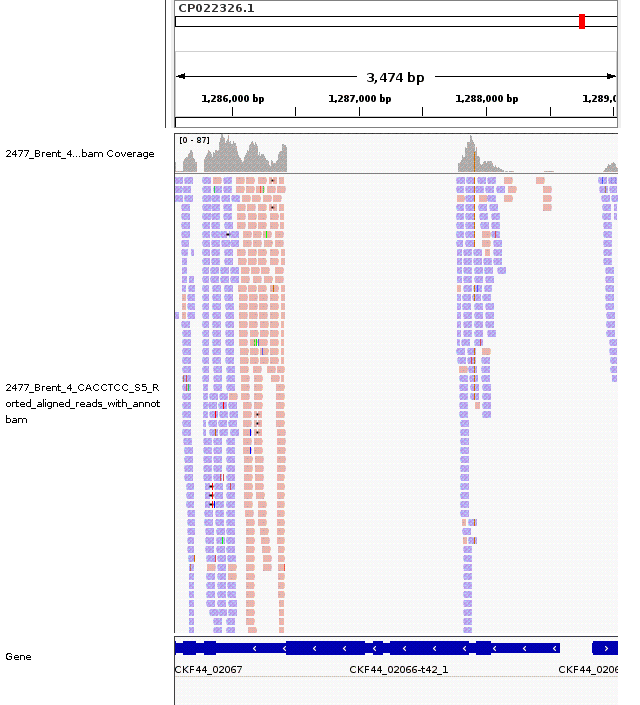 CP022326.1
3,474 bp
1,286,000 bp 1,287,000 bp 1,288,000 bp 1,289,0
[0 - 87]
2477_Brent_4...bam Coverage
2477_Brent_4_CACCTCC_S5_R
orted_aligned_reads_with_annot
bam
Gene
CKF44_02067 CKF44_02066-t42_1 CKF44_0206